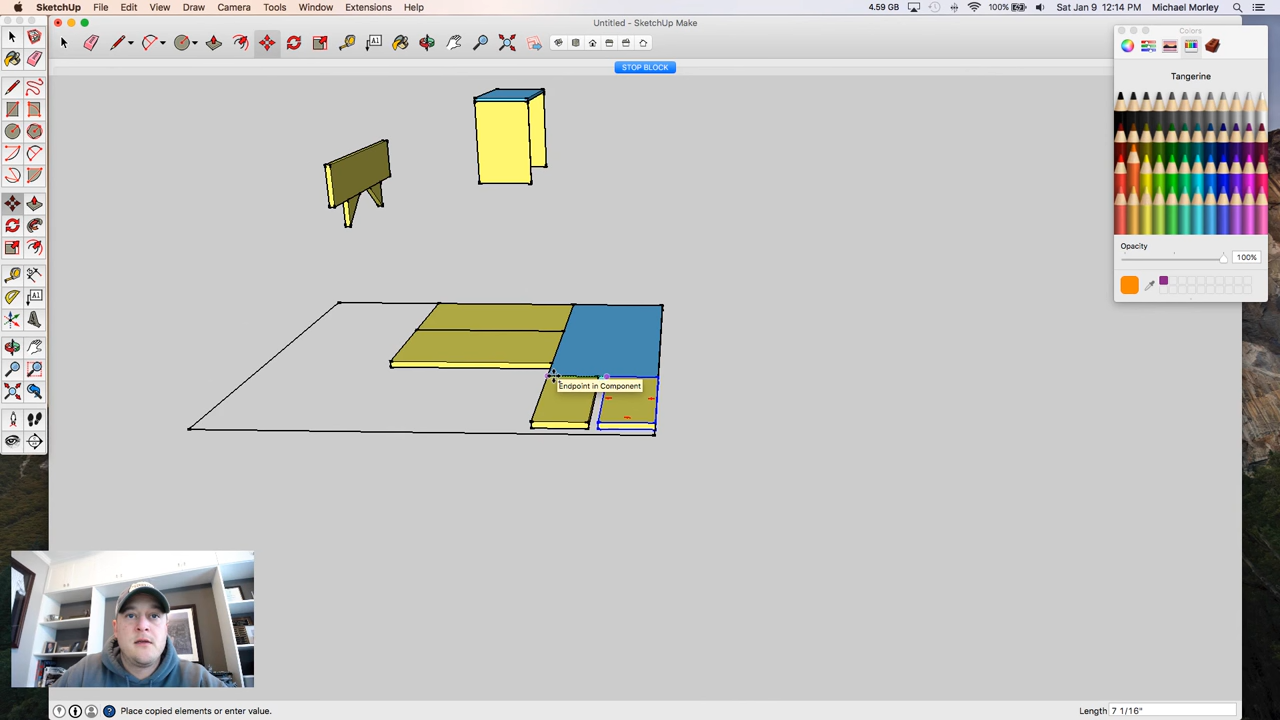 SketchUp File Edit View Draw Camera Tools Window Extensions Help 4.59 GB 100% Sat Jan 9 12:14 PM Michael Morley
Untitled - SketchUp Make
Colors
STOP BLOCK
Tangerine
Opacity
100%
Endpoint in Component
Place copied elements or enter value.
Length 7 1/16"